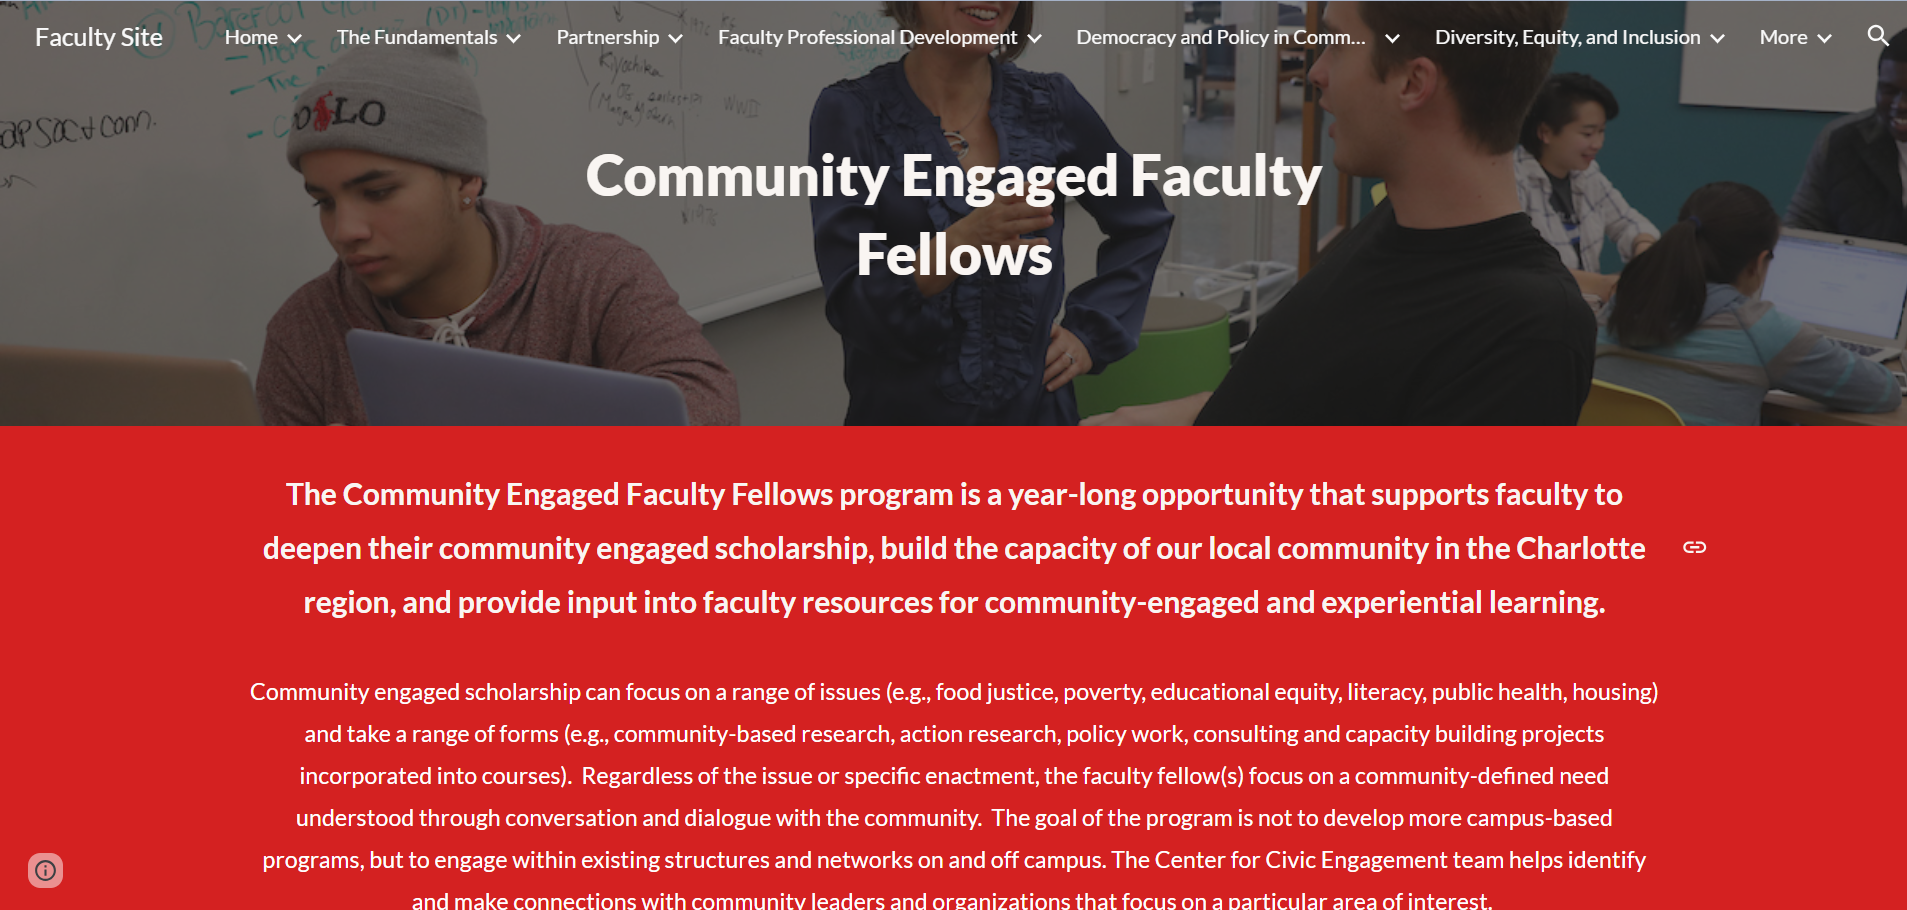 Faculty Site
Home
The Fundamentals
Partnership
Faculty Professional Development
Democracy and Policy in Comm...
Diversity, Equity, and Inclusion
More
Kiyochika
WWII
1976
Community Engaged Faculty
Fellows
The Community Engaged Faculty Fellows program is a year-long opportunity that supports faculty to
deepen their community engaged scholarship, build the capacity of our local community in the Charlotte
region, and provide input into faculty resources for community-engaged and experiential learning.
Community engaged scholarship can focus on a range of issues (e.g., food justice, poverty, educational equity, literacy, public health, housing)
and take a range of forms (e.g., community-based research, action research, policy work, consulting and capacity building projects
incorporated into courses).  Regardless of the issue or specific enactment, the faculty fellow(s) focus on a community-defined need
understood through conversation and dialogue with the community.  The goal of the program is not to develop more campus-based
programs, but to engage within existing structures and networks on and off campus. The Center for Civic Engagement team helps identify
and make connections with community leaders and organizations that focus on a particular area of interest.